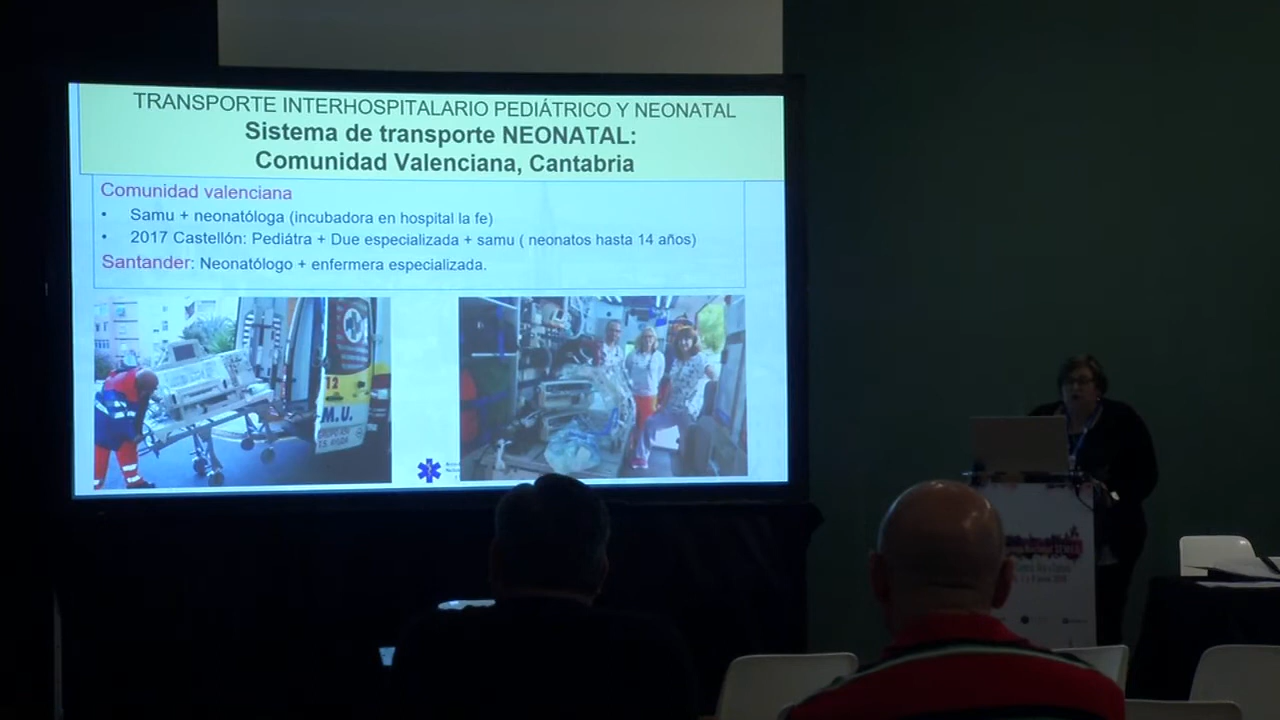 TRANSPORTE INTERHOSPITALARIO PEDIÁTRICO Y NEONATAL
Sistema de transporte NEONATAL:
Comunidad Valenciana, Cantabria
Comunidad valenciana
• Samu + neonatóloga (incubadora en hospital la fe)
• 2017 Castellón: Pediátra + Due especializada + samu ( neonatos hasta 14 años)
Santander: Neonatólogo + enfermera especializada.
12
M.U.